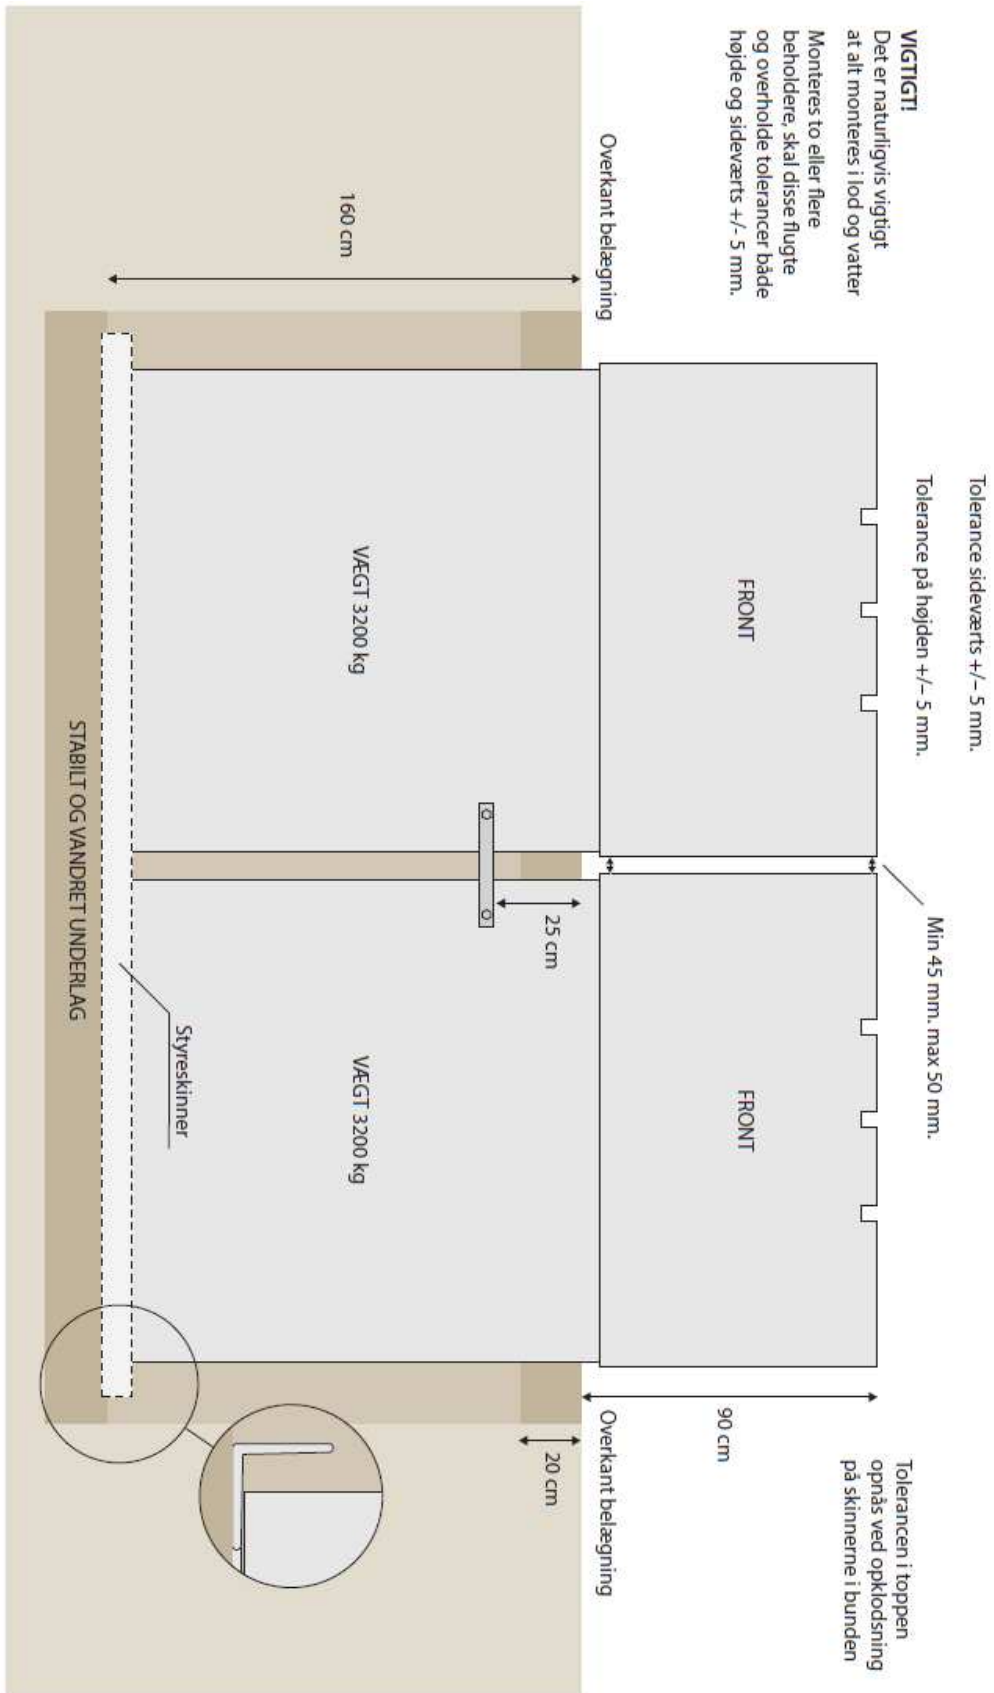 VIGTIGT!
Det er naturligvis vigtigt
at alt monteres i lod og vatter
Monteres to eller flere
beholdere, skal disse flugte
og overholde tolerancer både
højde og sideværts +/- 5 mm.
Tolerance sideværts +/– 5 mm.
Tolerance på højden +/– 5 mm.
Min 45 mm. max 50 mm.
Tolerancen i toppen
opnås ved opklodsning
på skinnerne i bunden
FRONT
FRONT
90 cm
Overkant belægning
Overkant belægning
25 cm
20 cm
160 cm
VÆGT 3200 kg
VÆGT 3200 kg
Styreskinner
STABILT OG VANDRET UNDERLAG